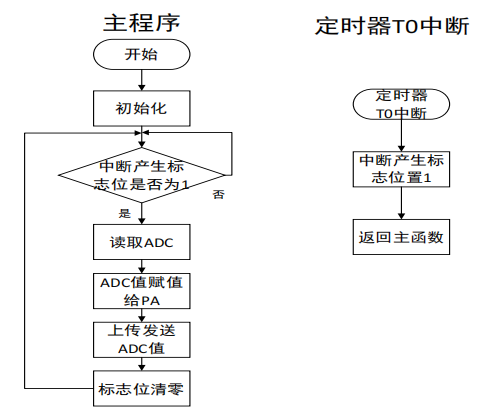 主程序
开始
初始化
中断产生标
志位是否为1
否
是
读取ADC
ADC值赋值
给PA
上传发送
ADC值
标志位清零
定时器T0中断
定时器
T0中断
中断产生标
志位置1
返回主函数